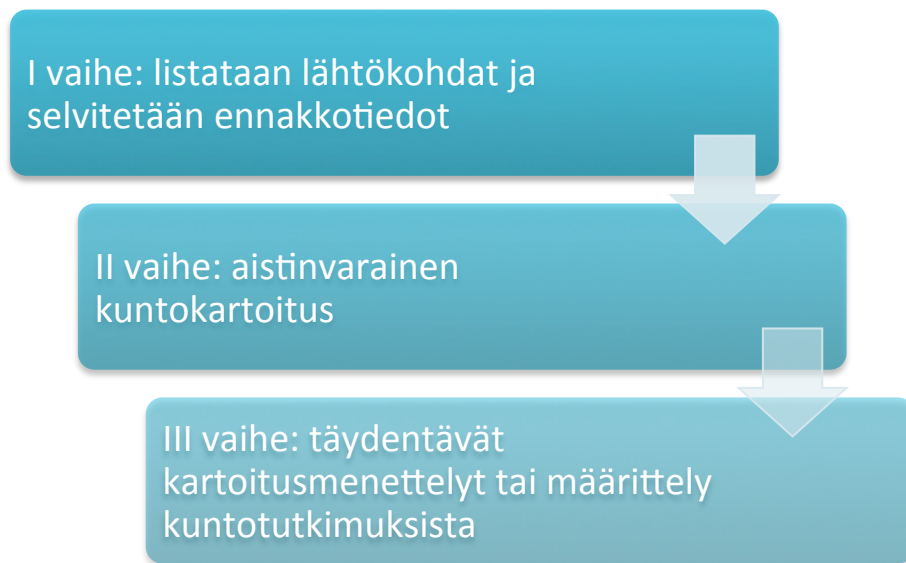 I vaihe: listataan lähtökohdat ja
selvitetään ennakkotiedot
II vaihe: aistinvarainen
kuntokartoitus
III vaihe: täydentävät
kartoitusmenettelyt tai määrittely
kuntotutkimuksista